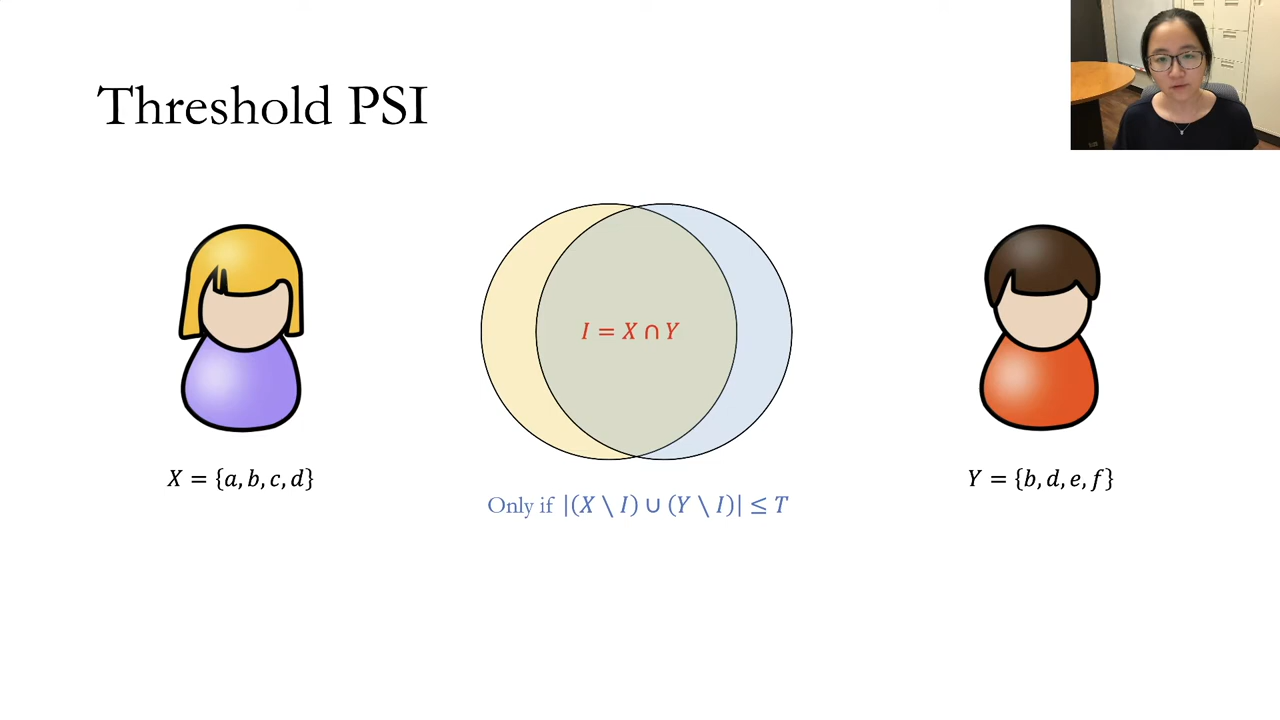 Threshold PSI
I = X ∩ Y
X = {a, b, c, d}
Y = {b, d, e, f}
Only if |(X \ I) ∪ (Y \ I)| ≤ T